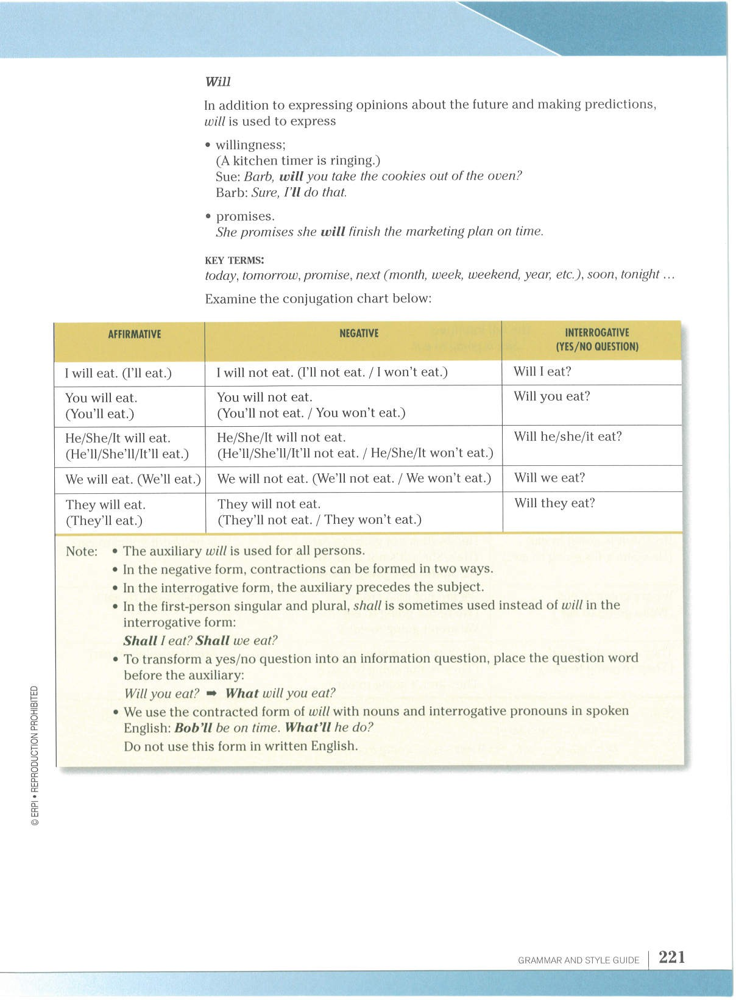 Will
In addition to expressing opinions about the future and making predictions,
will is used to express
• willingness;
(A kitchen timer is ringing.)
Sue: Barb, will you take the cookies out of the oven?
Barb: Sure, I'll do that.
• promises.
She promises she will finish the marketing plan on time.
KEY TERMS:
today, tomorrow, promise, next (month, week, weekend, year, etc.), soon, tonight ...
Examine the conjugation chart below:
AFFIRMATIVE
NEGATIVE
INTERROGATIVE
(YES/NO QUESTION)
I will eat. (I'll eat.)
I will not eat. (I'll not eat. / I won't eat.)
Will I eat?
You will eat.
(You'll eat.)
You will not eat.
(You'll not eat. / You won't eat.)
Will you eat?
He/She/It will eat.
(He'll/She'll/It'll eat.)
He/She/It will not eat.
(He'll/She'll/It'll not eat. / He/She/It won't eat.)
Will he/she/it eat?
We will eat. (We'll eat.)
We will not eat. (We'll not eat. / We won't eat.)
Will we eat?
They will eat.
(They'll eat.)
They will not eat.
(They'll not eat. / They won't eat.)
Will they eat?
Note: • The auxiliary will is used for all persons.
• In the negative form, contractions can be formed in two ways.
• In the interrogative form, the auxiliary precedes the subject.
• In the first-person singular and plural, shall is sometimes used instead of will in the
interrogative form:
Shall I eat? Shall we eat?
• To transform a yes/no question into an information question, place the question word
before the auxiliary:
Will you eat? ➡ What will you eat?
• We use the contracted form of will with nouns and interrogative pronouns in spoken
English: Bob'll be on time. What'll he do?
Do not use this form in written English.
© ERPI • REPRODUCTION PROHIBITED
GRAMMAR AND STYLE GUIDE 221